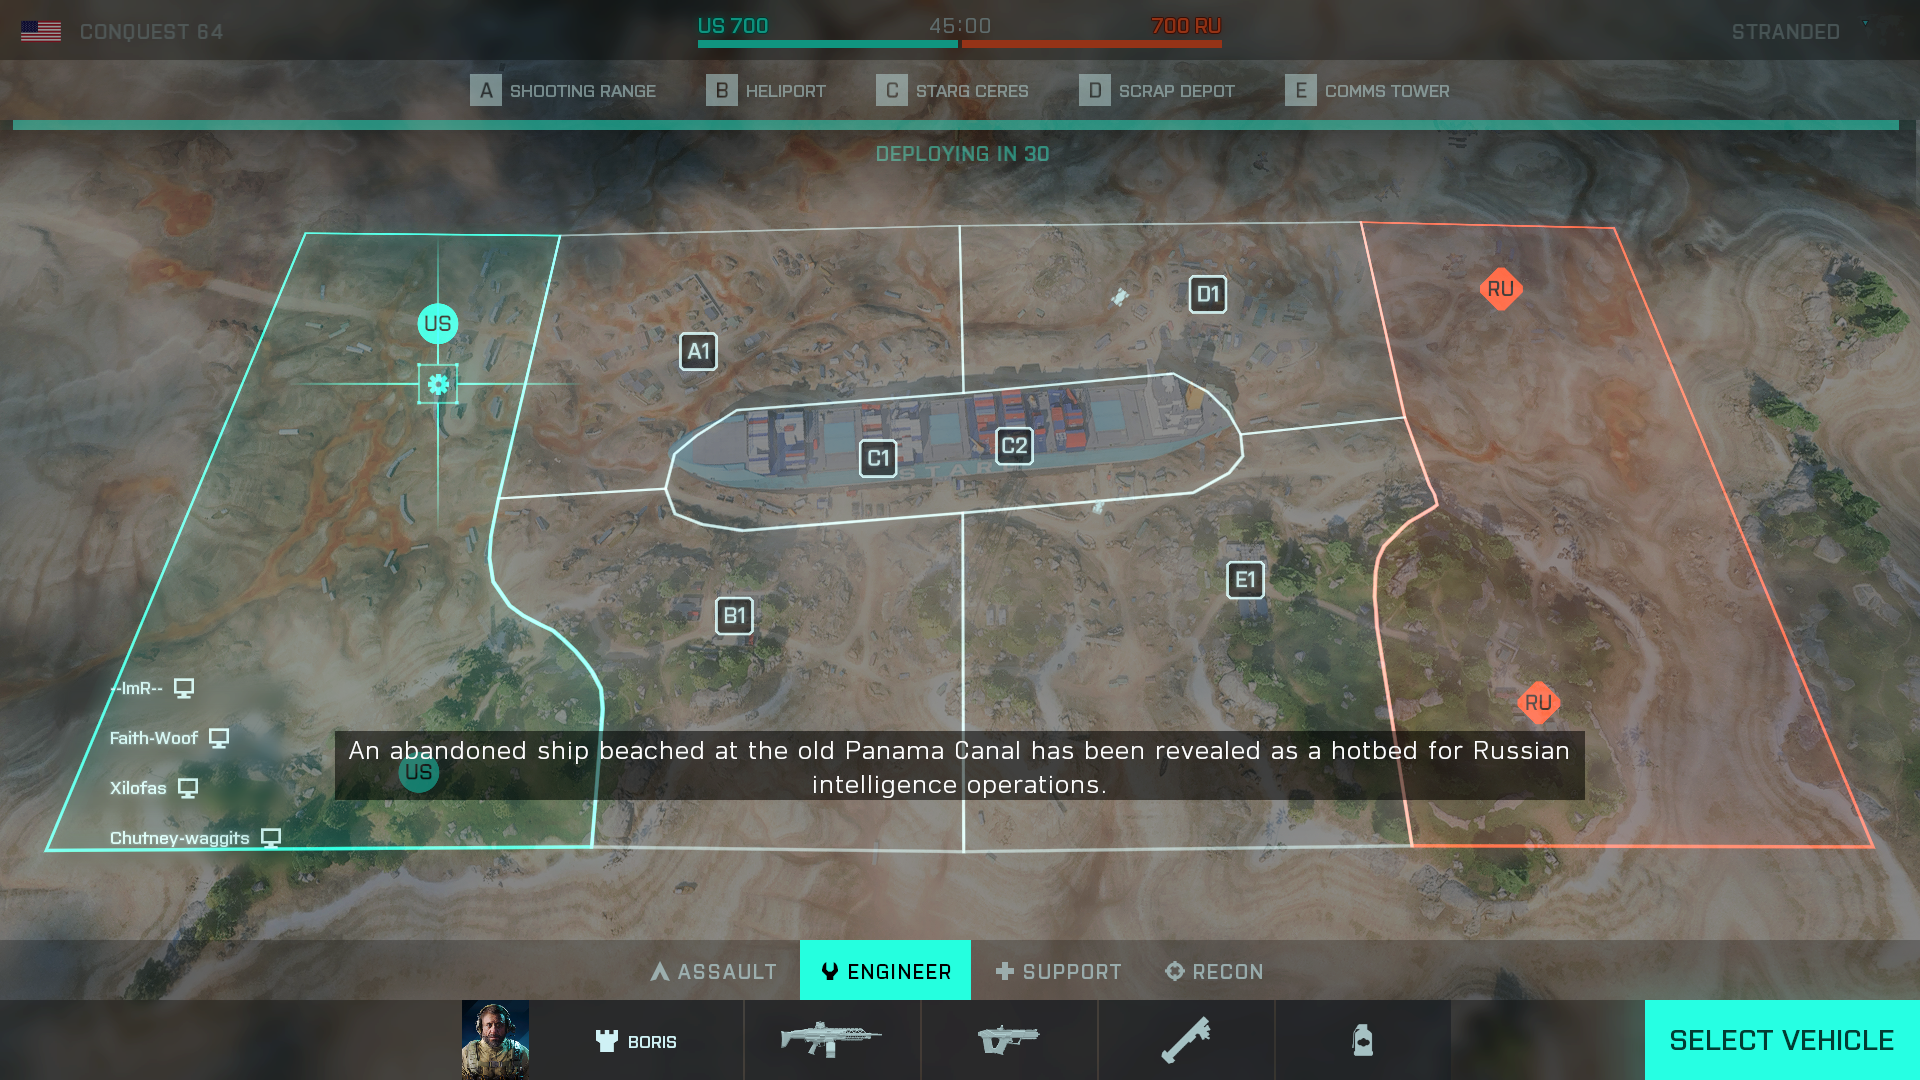 CONQUEST 64
US 700
45:00
700 RU
STRANDED
A SHOOTING RANGE
B HELIPORT
C STARG CERES
D SCRAP DEPOT
E COMMS TOWER
DEPLOYING IN 30
RU
D1
US
A1
C2
C1
STAR
E1
B1
--ImR--
RU
Faith-Woof
An abandoned ship beached at the old Panama Canal has been revealed as a hotbed for Russian
intelligence operations.
US
Xilofas
Chutney-waggits
ASSAULT
ENGINEER
SUPPORT
RECON
BORIS
SELECT VEHICLE